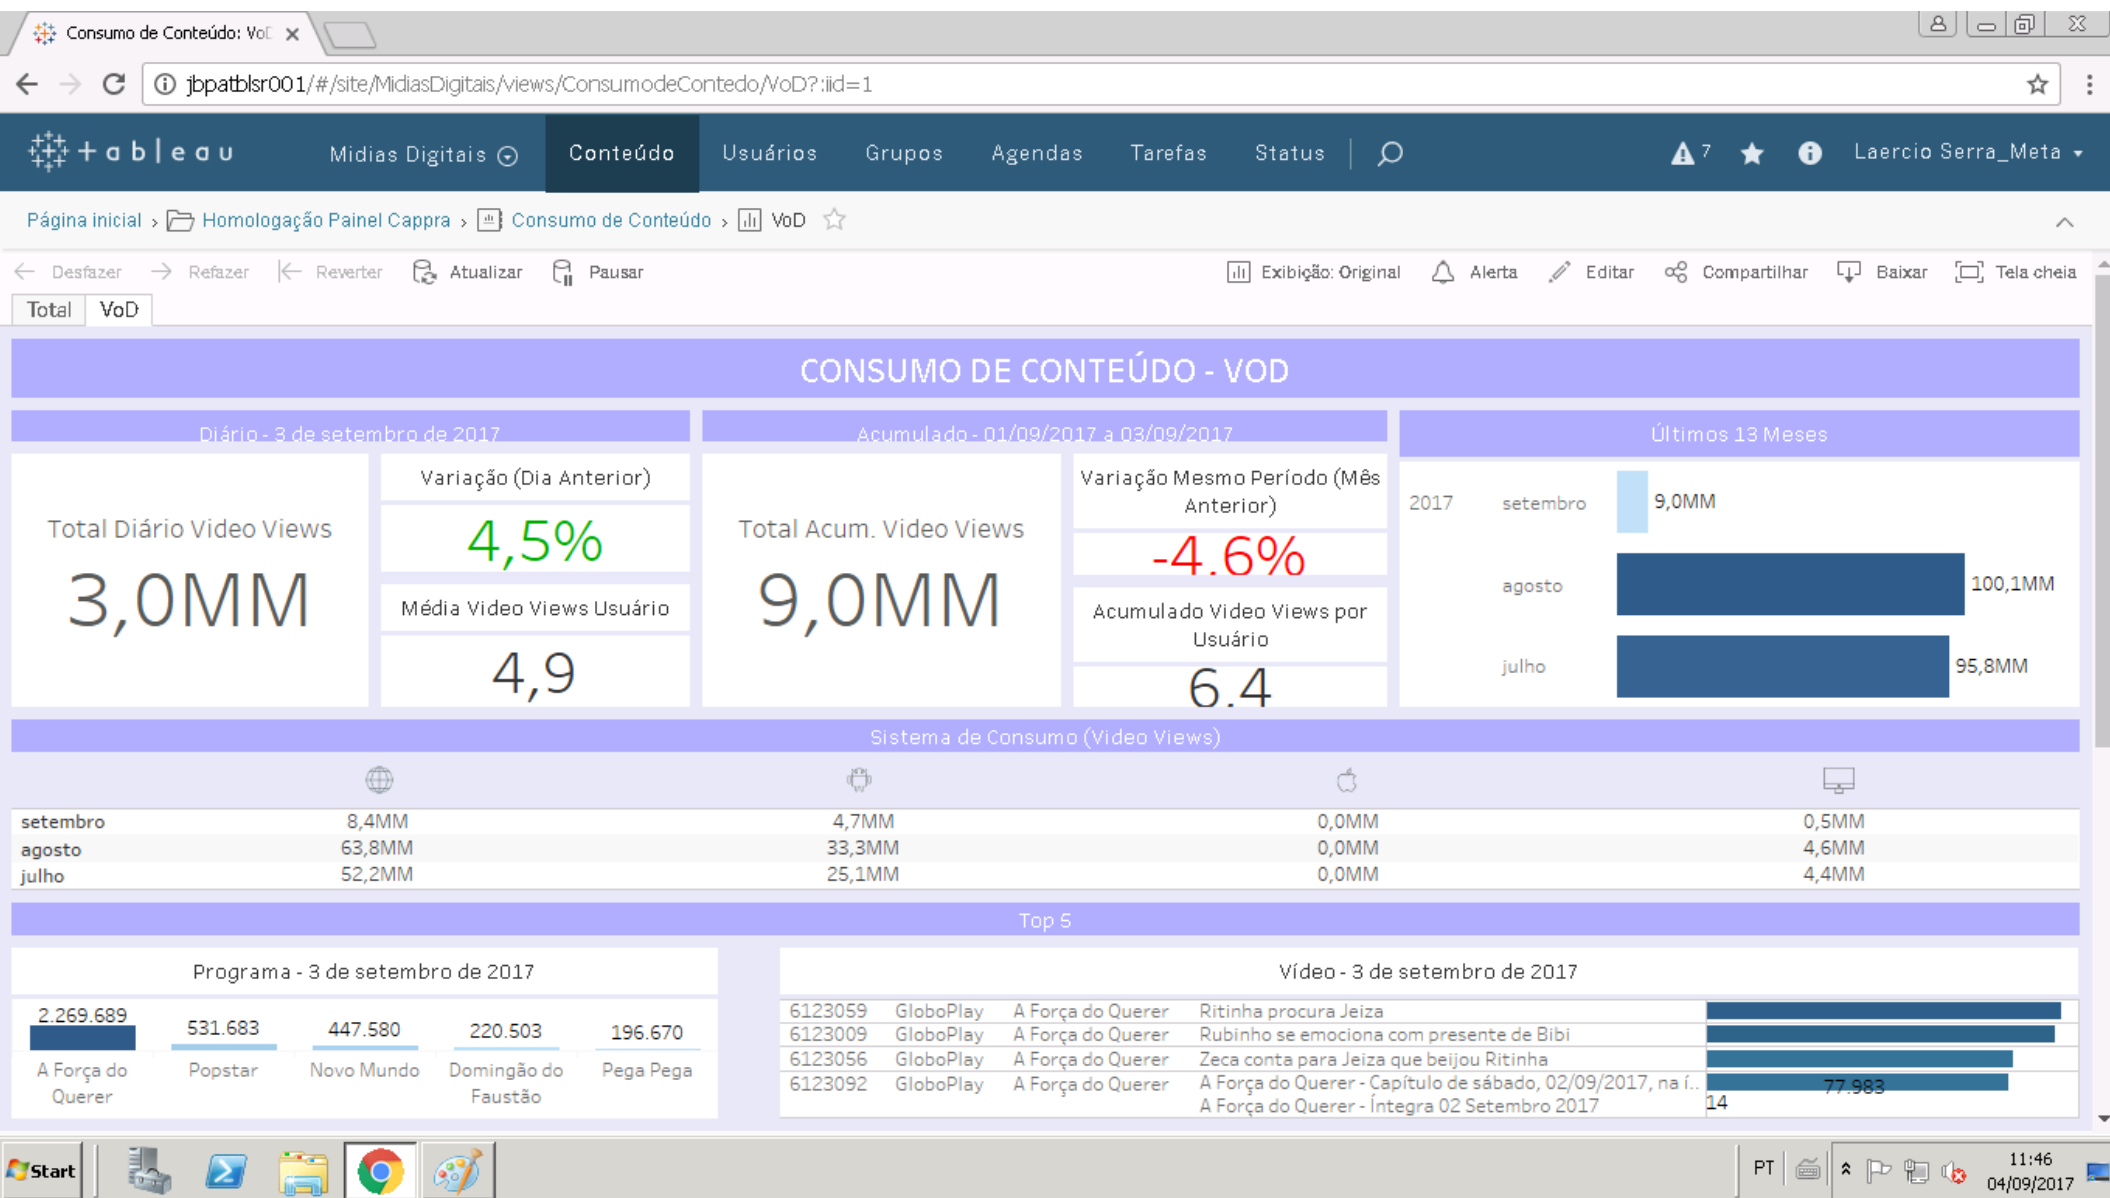 Consumo de Conteúdo: VoD
jbpatblsr001/#/site/MidiasDigitais/views/ConsumodeContedo/VoD?:iid=1
+ableau
Midias Digitais
Conteúdo
Usuários
Grupos
Agendas
Tarefas
Status
7
Laercio Serra_Meta
Página inicial › Homologação Painel Cappra › Consumo de Conteúdo › VoD
Desfazer
Refazer
Reverter
Atualizar
Pausar
Exibição: Original
Alerta
Editar
Compartilhar
Baixar
Tela cheia
Total
VoD
CONSUMO DE CONTEÚDO - VOD
Diário - 3 de setembro de 2017
Total Diário Video Views
3,0MM
Variação (Dia Anterior)
4,5%
Média Video Views Usuário
4,9
Acumulado - 01/09/2017 a 03/09/2017
Total Acum. Video Views
9,0MM
Variação Mesmo Período (Mês
Anterior)
-4.6%
Acumulado Video Views por
Usuário
6.4
Últimos 13 Meses
2017 setembro 9,0MM
agosto 100,1MM
julho 95,8MM
Sistema de Consumo (Video Views)
setembro 8,4MM 4,7MM 0,0MM 0,5MM
agosto 63,8MM 33,3MM 0,0MM 4,6MM
julho 52,2MM 25,1MM 0,0MM 4,4MM
Top 5
Programa - 3 de setembro de 2017
2.269.689 531.683 447.580 220.503 196.670
A Força do Querer
Popstar
Novo Mundo
Domingão do Faustão
Pega Pega
Vídeo - 3 de setembro de 2017
6123059 GloboPlay A Força do Querer Ritinha procura Jeiza
6123009 GloboPlay A Força do Querer Rubinho se emociona com presente de Bibi
6123056 GloboPlay A Força do Querer Zeca conta para Jeiza que beijou Ritinha
6123092 GloboPlay A Força do Querer A Força do Querer - Capítulo de sábado, 02/09/2017, na í.. 77.983
A Força do Querer - Íntegra 02 Setembro 2017 14
Start
PT
11:46
04/09/2017